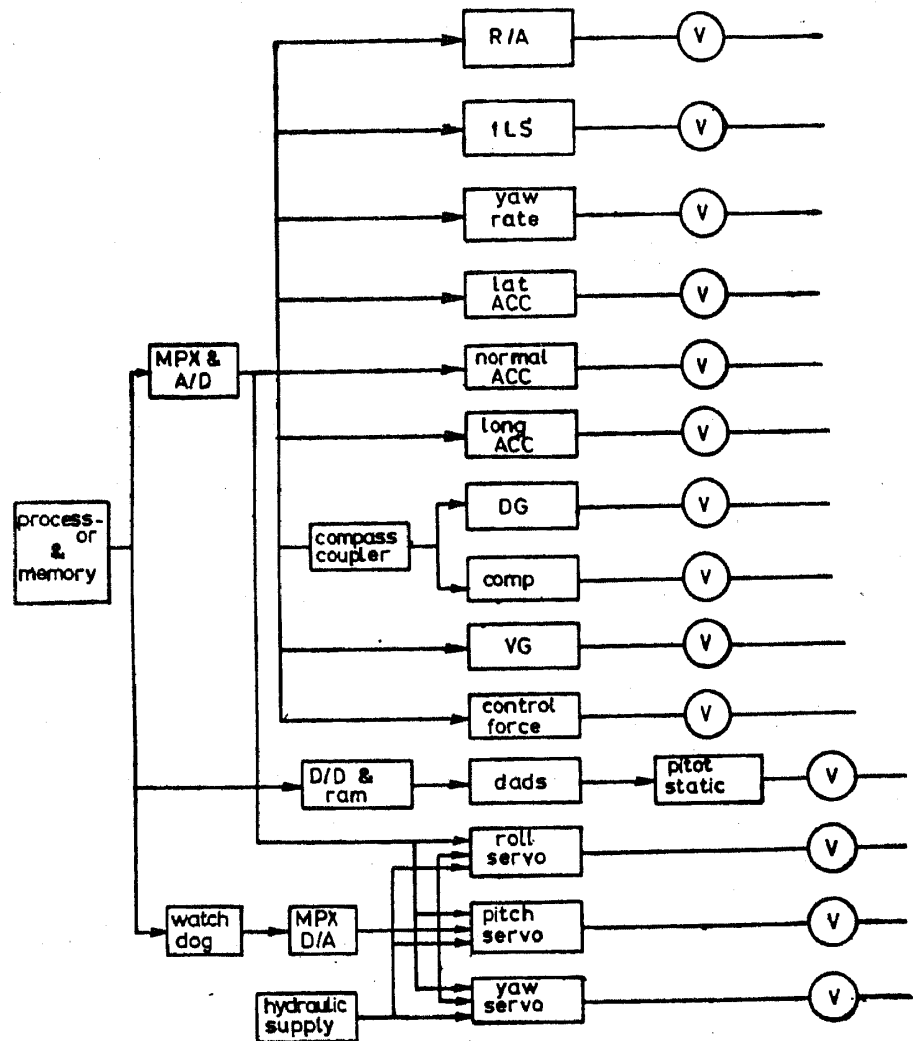 R/A
V
ILS
V
yaw
rate
V
lat
ACC
V
MPX &
A/D
normal
ACC
V
long
ACC
V
process-
or
&
memory
compass
coupler
DG
V
comp
V
VG
V
control
force
V
D/D &
ram
dads
pitot
static
V
roll
servo
V
watch
dog
MPX
D/A
pitch
servo
V
hydraulic
supply
yaw
servo
V